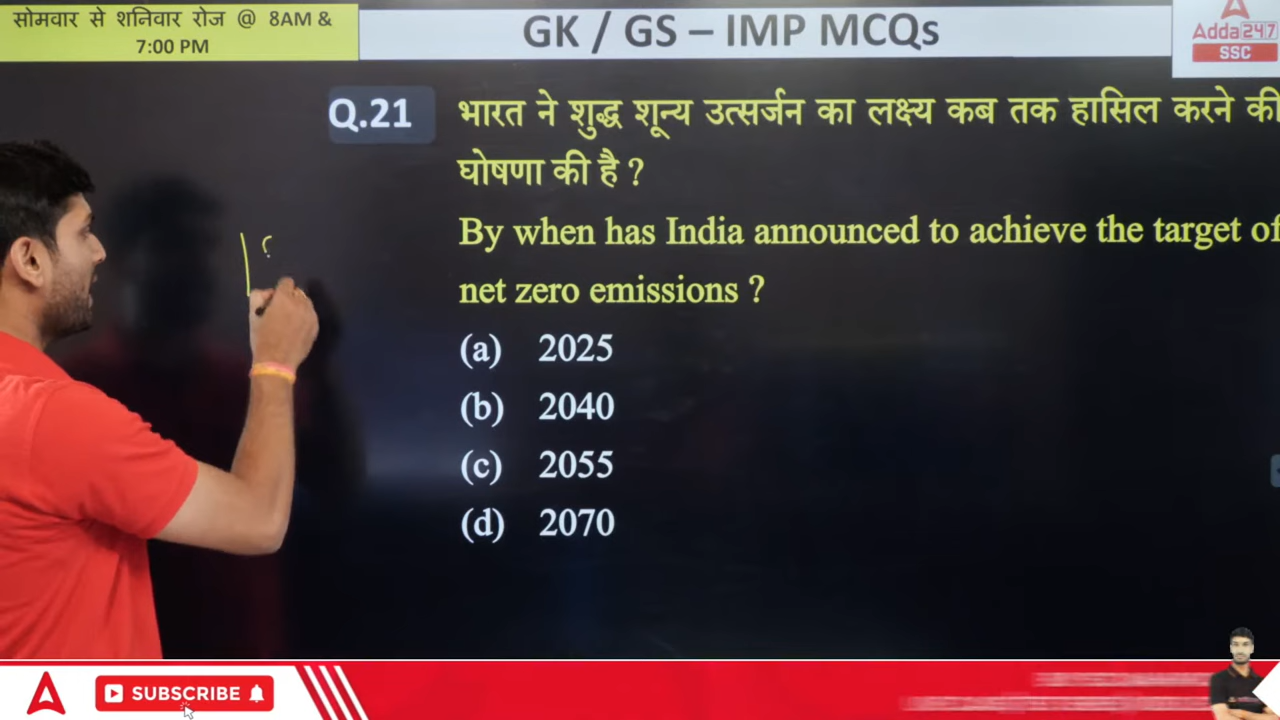 सोमवार से शनिवार रोज @ 8AM &
7:00 PM
GK / GS – IMP MCQs
Adda 247
SSC
Q.21
भारत ने शुद्ध शून्य उत्सर्जन का लक्ष्य कब तक हासिल करने की
घोषणा की है ?
By when has India announced to achieve the target of
net zero emissions ?
(a) 2025
(b) 2040
(c) 2055
(d) 2070
SUBSCRIBE